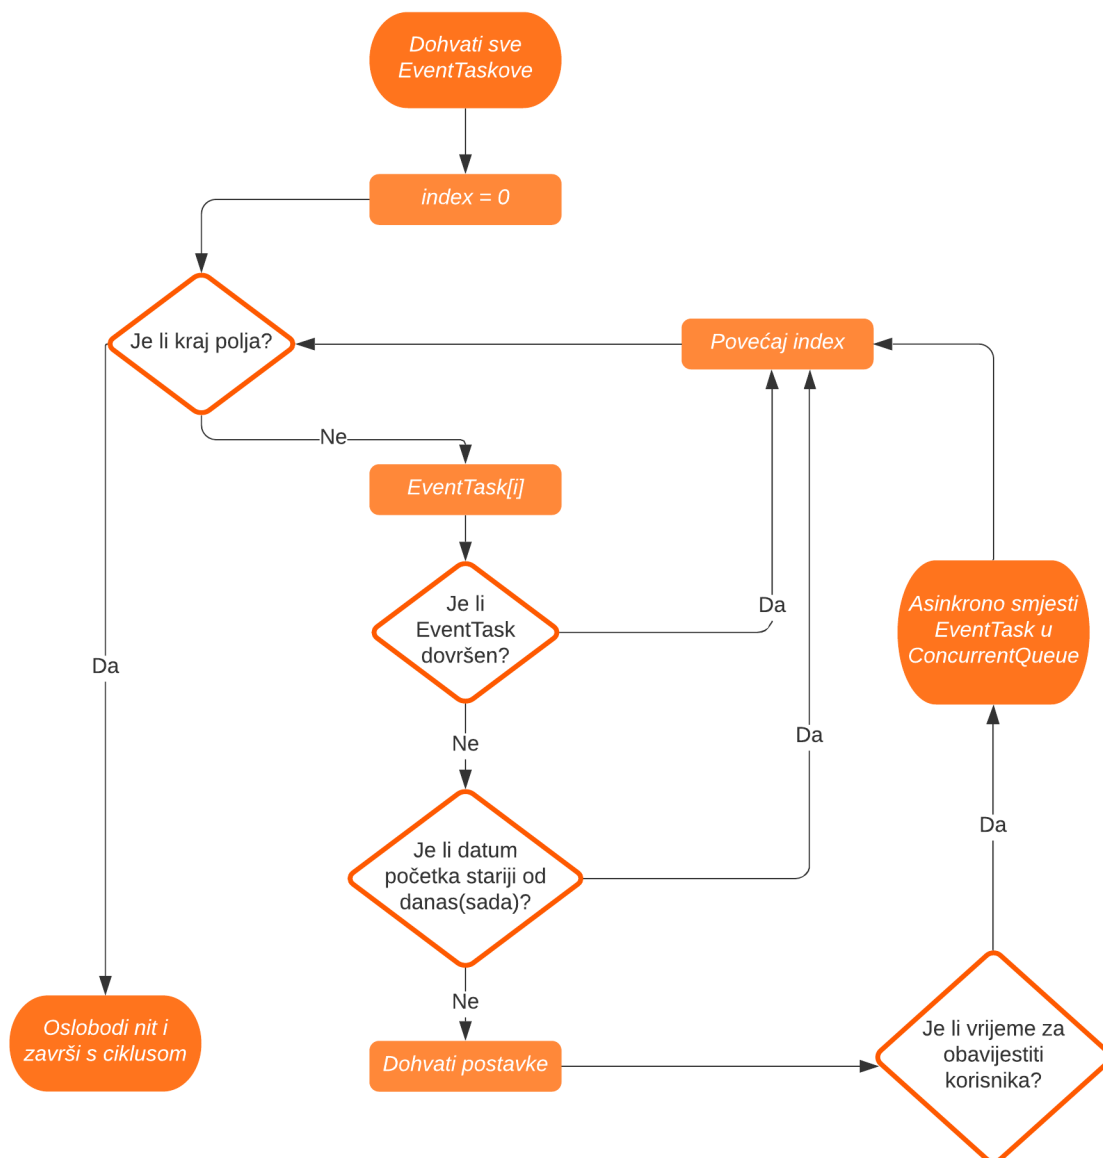 Dohvati sve
EventTaskove
index = 0
Je li kraj polja?
Povećaj index
Ne
EventTask[i]
Je li
EventTask
dovršen?
Da
Asinkrono smjesti
EventTask u
ConcurrentQueue
Da
Ne
Da
Da
Je li datum
početka stariji od
danas(sada)?
Ne
Oslobodi nit i
završi s ciklusom
Dohvati postavke
Je li vrijeme za
obavijestiti
korisnika?